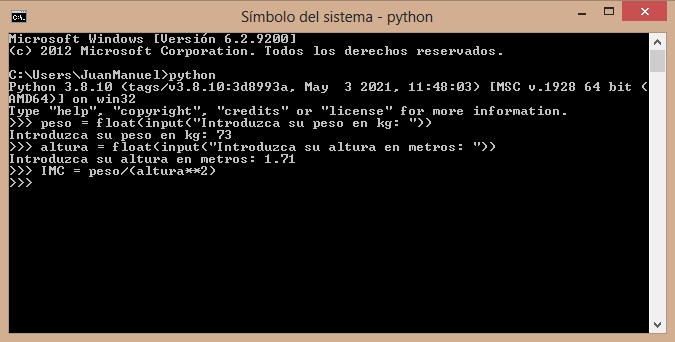 Símbolo del sistema - python
Microsoft Windows [Versión 6.2.9200]
(c) 2012 Microsoft Corporation. Todos los derechos reservados.
C:\Users\JuanManuel>python
Python 3.8.10 (tags/v3.8.10:3d8993a, May  3 2021, 11:48:03) [MSC v.1928 64 bit (
AMD64)] on win32
Type "help", "copyright", "credits" or "license" for more information.
>>> peso = float(input("Introduzca su peso en kg: "))
Introduzca su peso en kg: 73
>>> altura = float(input("Introduzca su altura en metros: "))
Introduzca su altura en metros: 1.71
>>> IMC = peso/(altura**2)
>>>